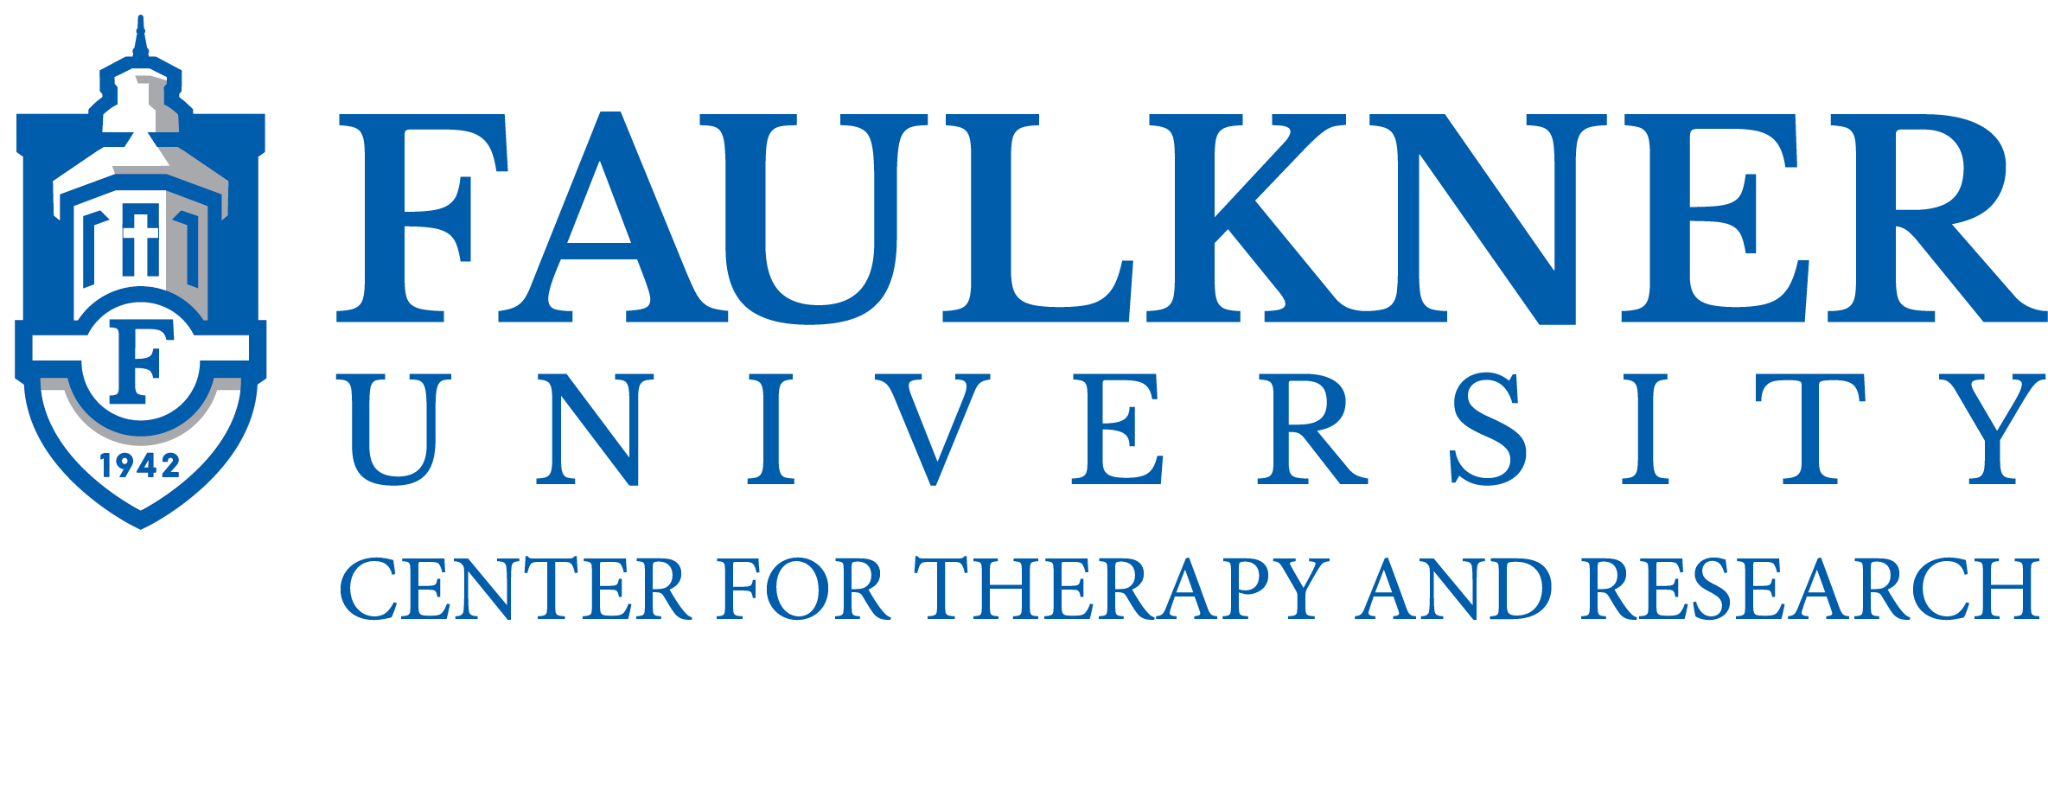 F
1942
FAULKNER
UNIVERSITY
CENTER FOR THERAPY AND RESEARCH